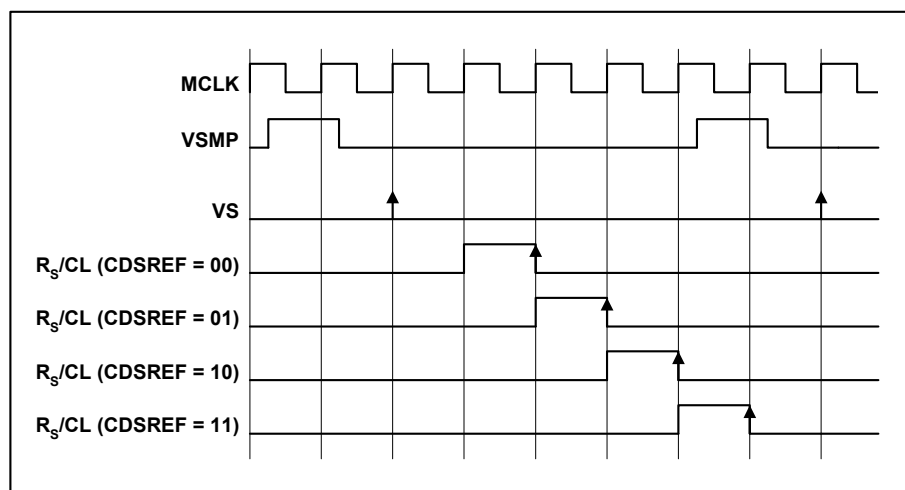 MCLK
VSMP
VS
RS/CL (CDSREF = 00)
RS/CL (CDSREF = 01)
RS/CL (CDSREF = 10)
RS/CL (CDSREF = 11)